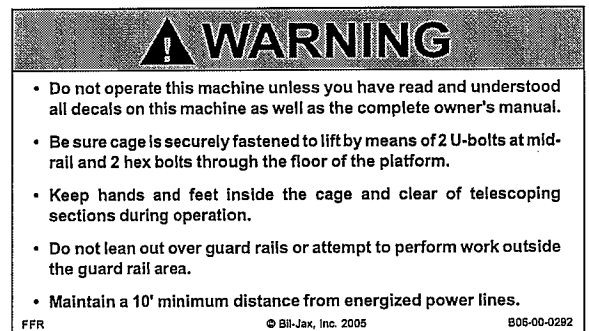 WARNING
• Do not operate this machine unless you have read and understood
all decals on this machine as well as the complete owner's manual.
• Be sure cage is securely fastened to lift by means of 2 U-bolts at mid-
rail and 2 hex bolts through the floor of the platform.
• Keep hands and feet inside the cage and clear of telescoping
sections during operation.
• Do not lean out over guard rails or attempt to perform work outside
the guard rail area.
• Maintain a 10' minimum distance from energized power lines.
FFR © Bil-Jax, Inc. 2005 B06-00-0292